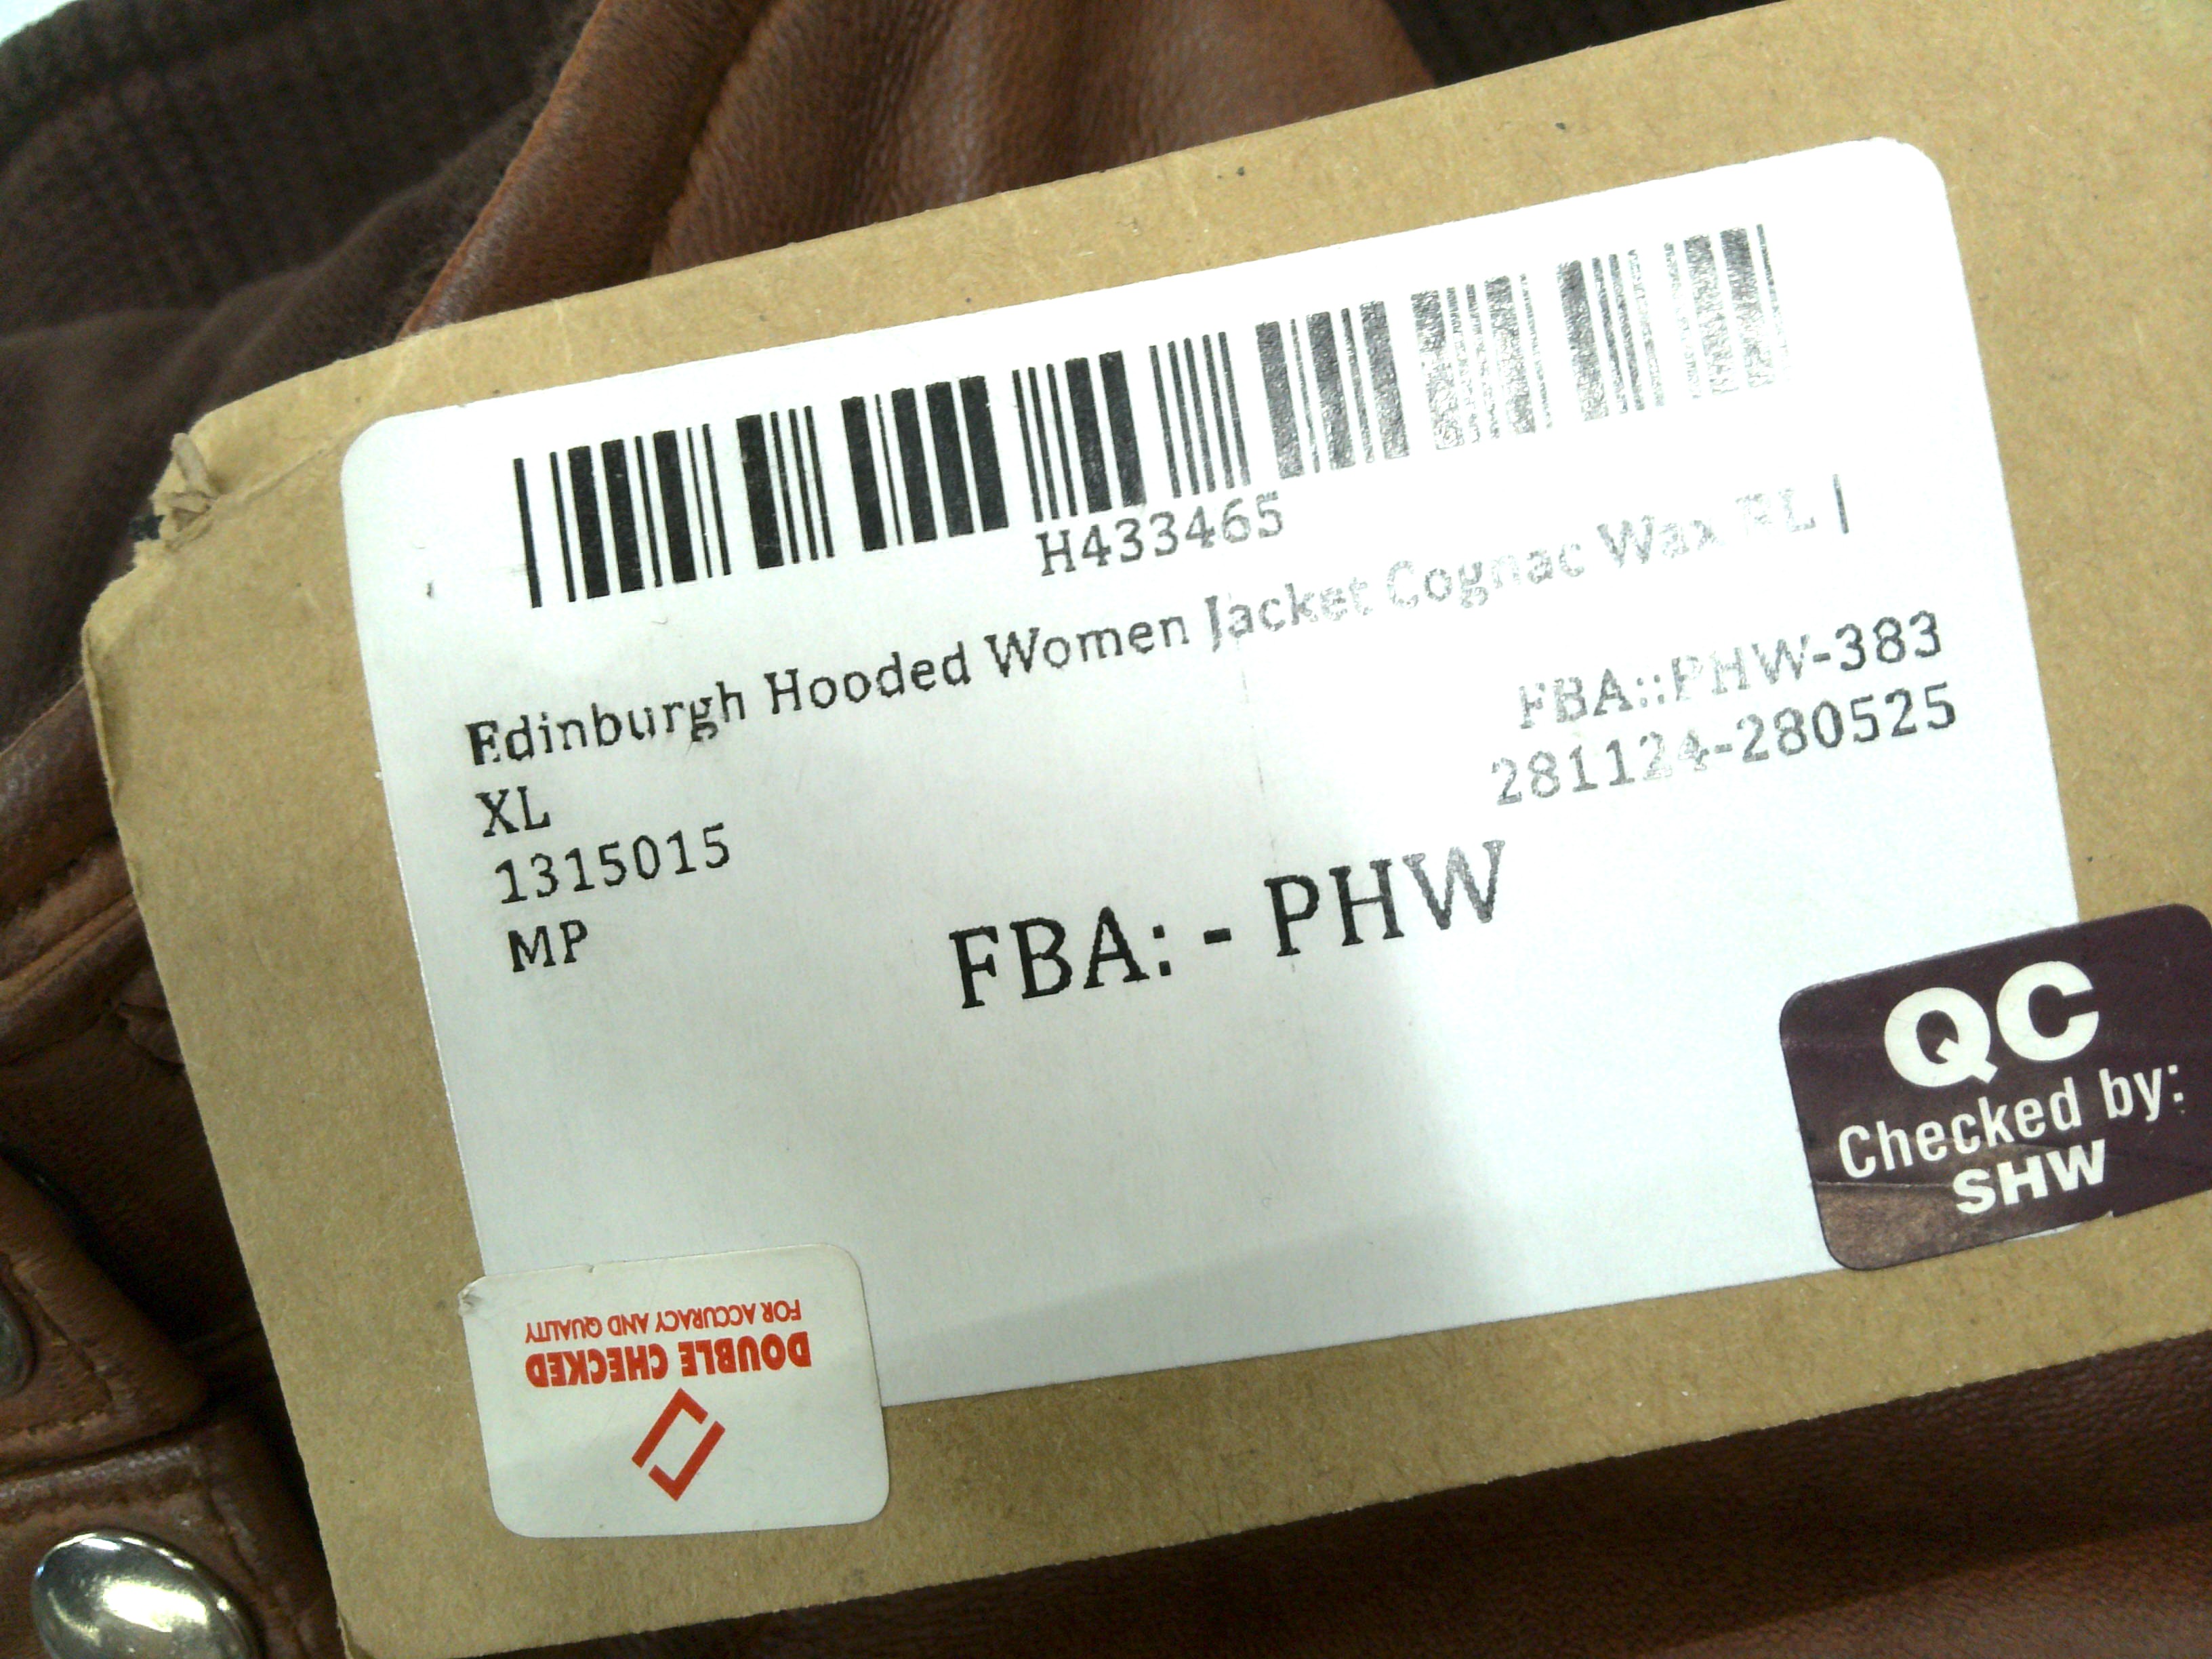 H433465
Edinburgh Hooded Women Jacket Cognac Wax FL |
XL
1315015
MP
FBA::PHW-383
281124-280525
FBA: - PHW
QC
Checked by:
SHW
DOUBLE CHECKED
FOR ACCURACY AND QUALITY